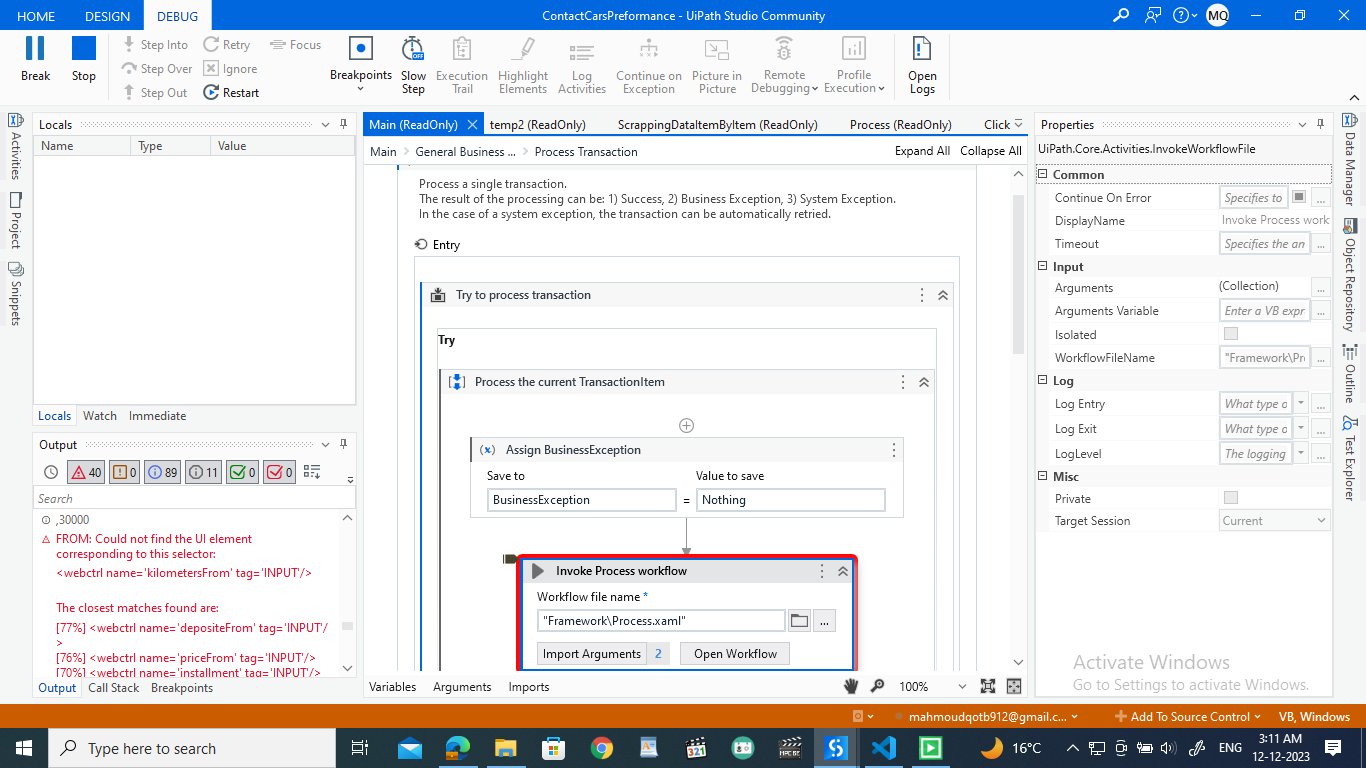 HOME DESIGN DEBUG ContactCarsPreformance - UiPath Studio Community MQ
Break Stop
Step Into Retry Focus
Step Over Ignore
Step Out Restart
Breakpoints Slow Step Execution Trail Highlight Elements Log Activities Continue on Exception Picture in Picture Remote Debugging Profile Execution Open Logs
Activities
Project
Snippets
Locals
Name Type Value
Locals Watch Immediate
Output
40 0 89 11 0 0
Search
,30000
FROM: Could not find the UI element
corresponding to this selector:
<webctrl name='kilometersFrom' tag='INPUT'/>
The closest matches found are:
[77%] <webctrl name='depositeFrom' tag='INPUT'/
>
[76%] <webctrl name='priceFrom' tag='INPUT'/>
[70%] <webctrl name='installment' tag='INPUT'/>
Output Call Stack Breakpoints
Main (ReadOnly) temp2 (ReadOnly) ScrappingDataItemByItem (ReadOnly) Process (ReadOnly) Click
Main General Business ... Process Transaction Expand All Collapse All
Process a single transaction.
The result of the processing can be: 1) Success, 2) Business Exception, 3) System Exception.
In the case of a system exception, the transaction can be automatically retried.
Entry
Try to process transaction
Try
Process the current TransactionItem
Assign BusinessException
Save to Value to save
BusinessException = Nothing
Invoke Process workflow
Workflow file name *
"Framework\Process.xaml" ...
Import Arguments 2 Open Workflow
Variables Arguments Imports 100%
Properties
UiPath.Core.Activities.InvokeWorkflowFile
Common
Continue On Error Specifies to ...
DisplayName Invoke Process work
Timeout Specifies the am ...
Input
Arguments (Collection) ...
Arguments Variable Enter a VB expr ...
Isolated
WorkflowFileName "Framework\Pr ...
Log
Log Entry What type o ...
Log Exit What type o ...
LogLevel The logging ...
Misc
Private
Target Session Current
Activate Windows
Go to Settings to activate Windows.
Data Manager
Object Repository
Outline
Test Explorer
mahmoudqotb912@gmail.c... Add To Source Control VB, Windows
Type here to search 321 MPC BE 16°C ENG 3:11 AM
12-12-2023